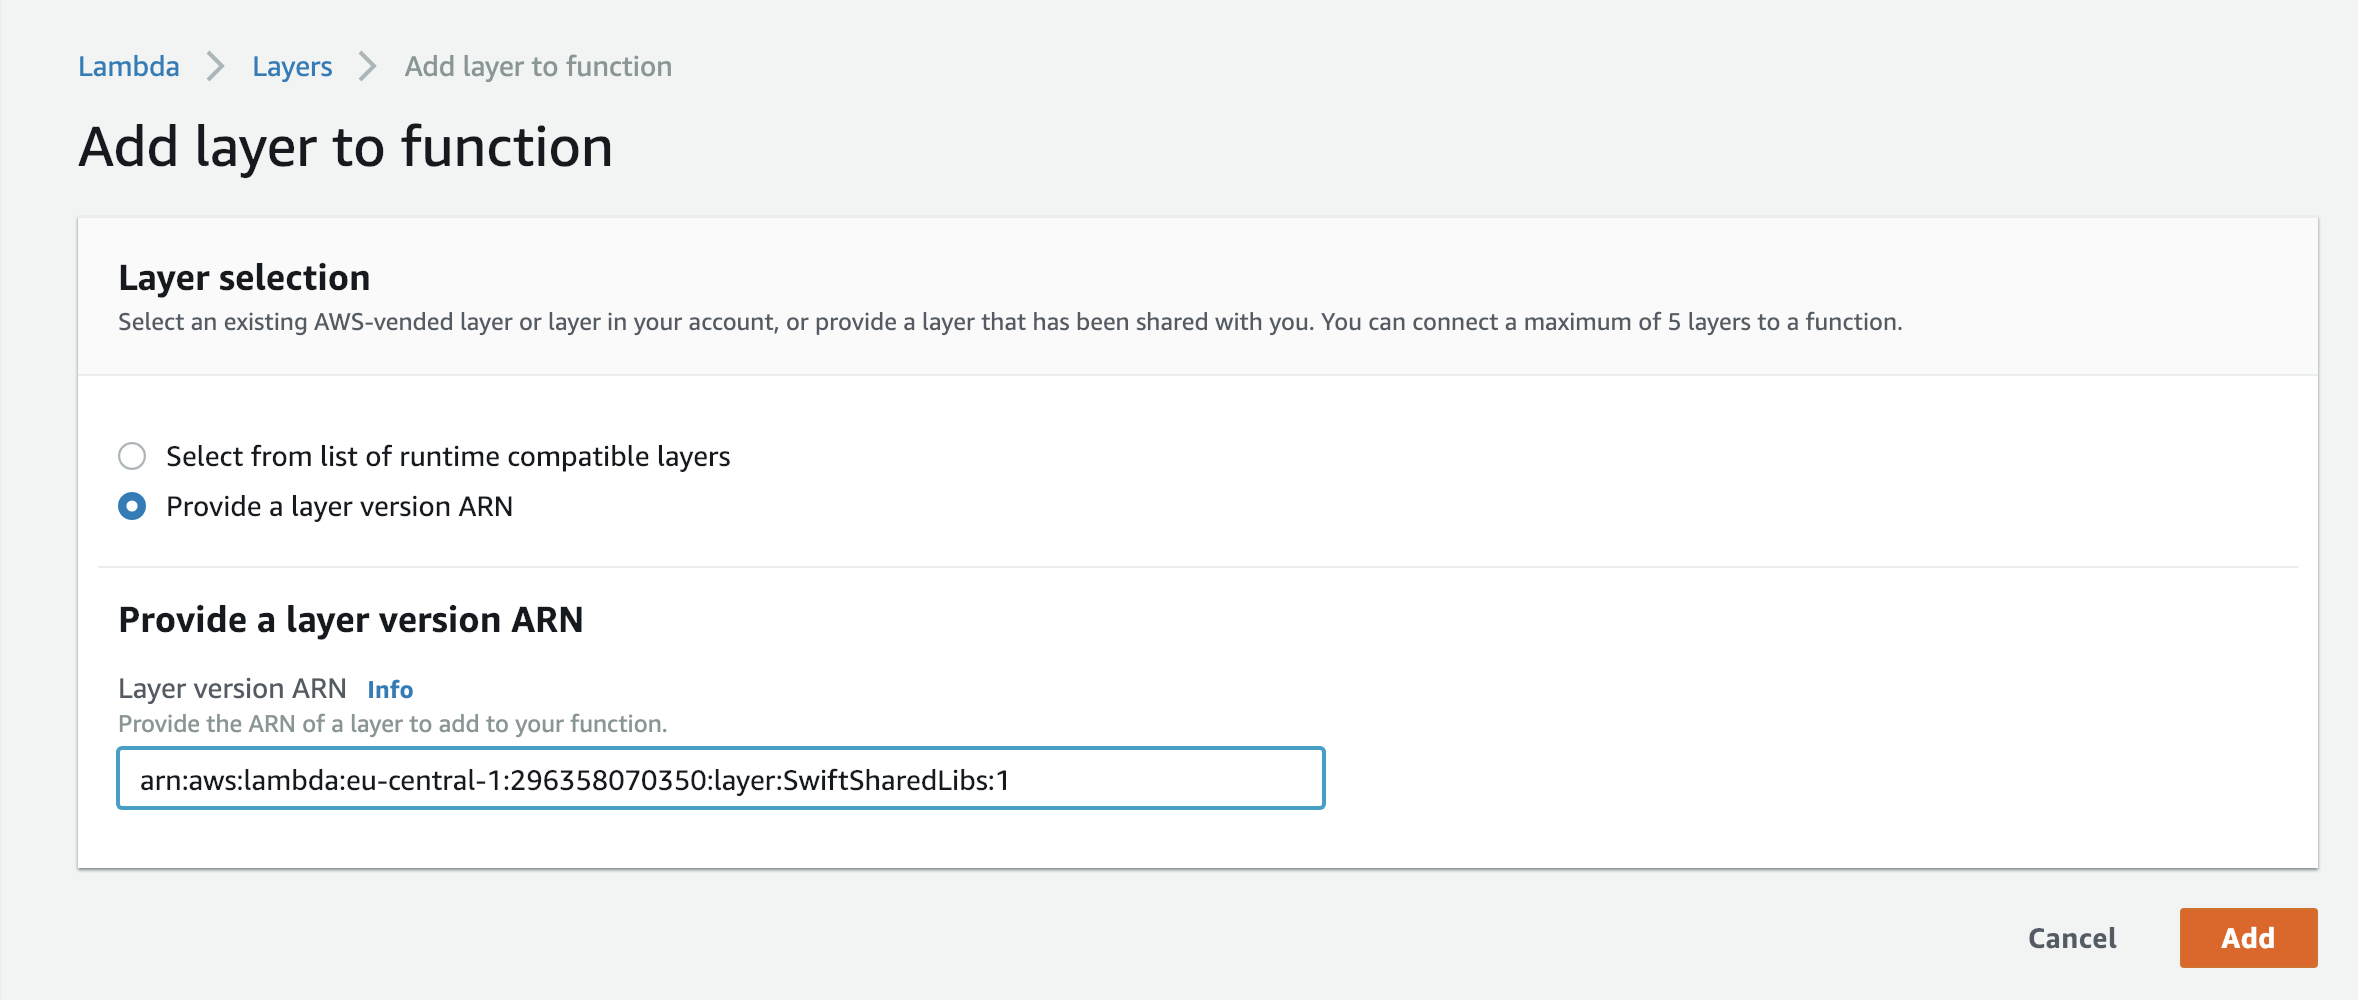 Lambda > Layers > Add layer to function
Add layer to function
Layer selection
Select an existing AWS-vended layer or layer in your account, or provide a layer that has been shared with you. You can connect a maximum of 5 layers to a function.
Select from list of runtime compatible layers
Provide a layer version ARN
Provide a layer version ARN
Layer version ARN Info
Provide the ARN of a layer to add to your function.
arn:aws:lambda:eu-central-1:296358070350:layer:SwiftSharedLibs:1
Cancel Add